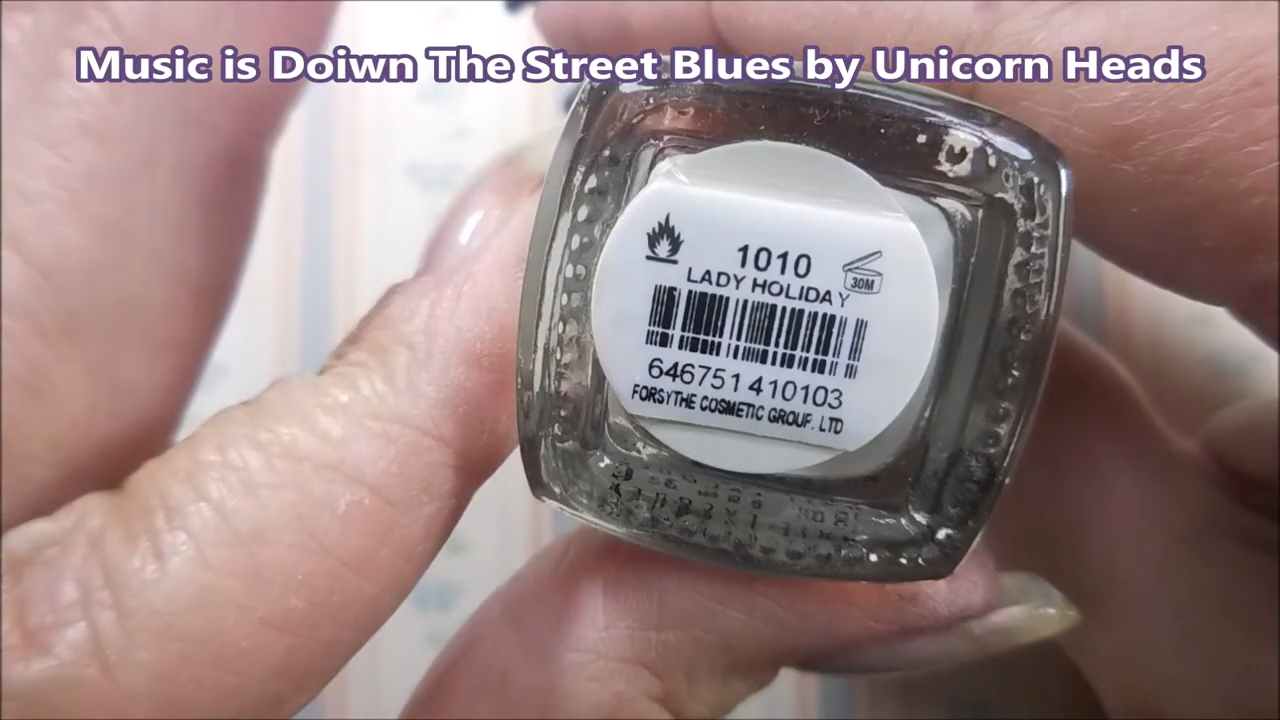 Music is Doiwn The Street Blues by Unicorn Heads
1010
30M
LADY HOLIDAY
646751 410103
FORSYTHE COSMETIC GROUP. LTD